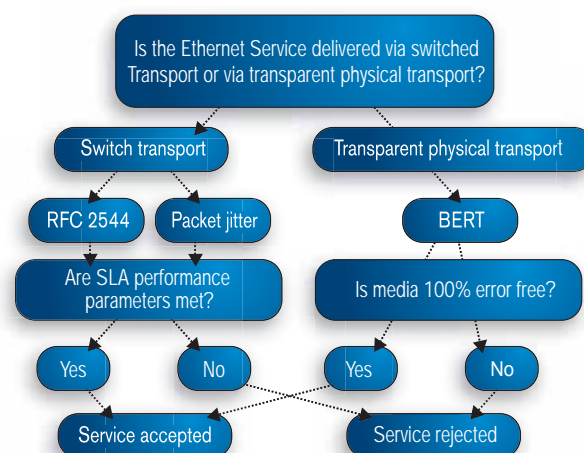 Is the Ethernet Service delivered via switched
Transport or via transparent physical transport?
Switch transport
Transparent physical transport
RFC 2544
Packet jitter
BERT
Are SLA performance
parameters met?
Is media 100% error free?
Yes
No
Yes
No
Service accepted
Service rejected